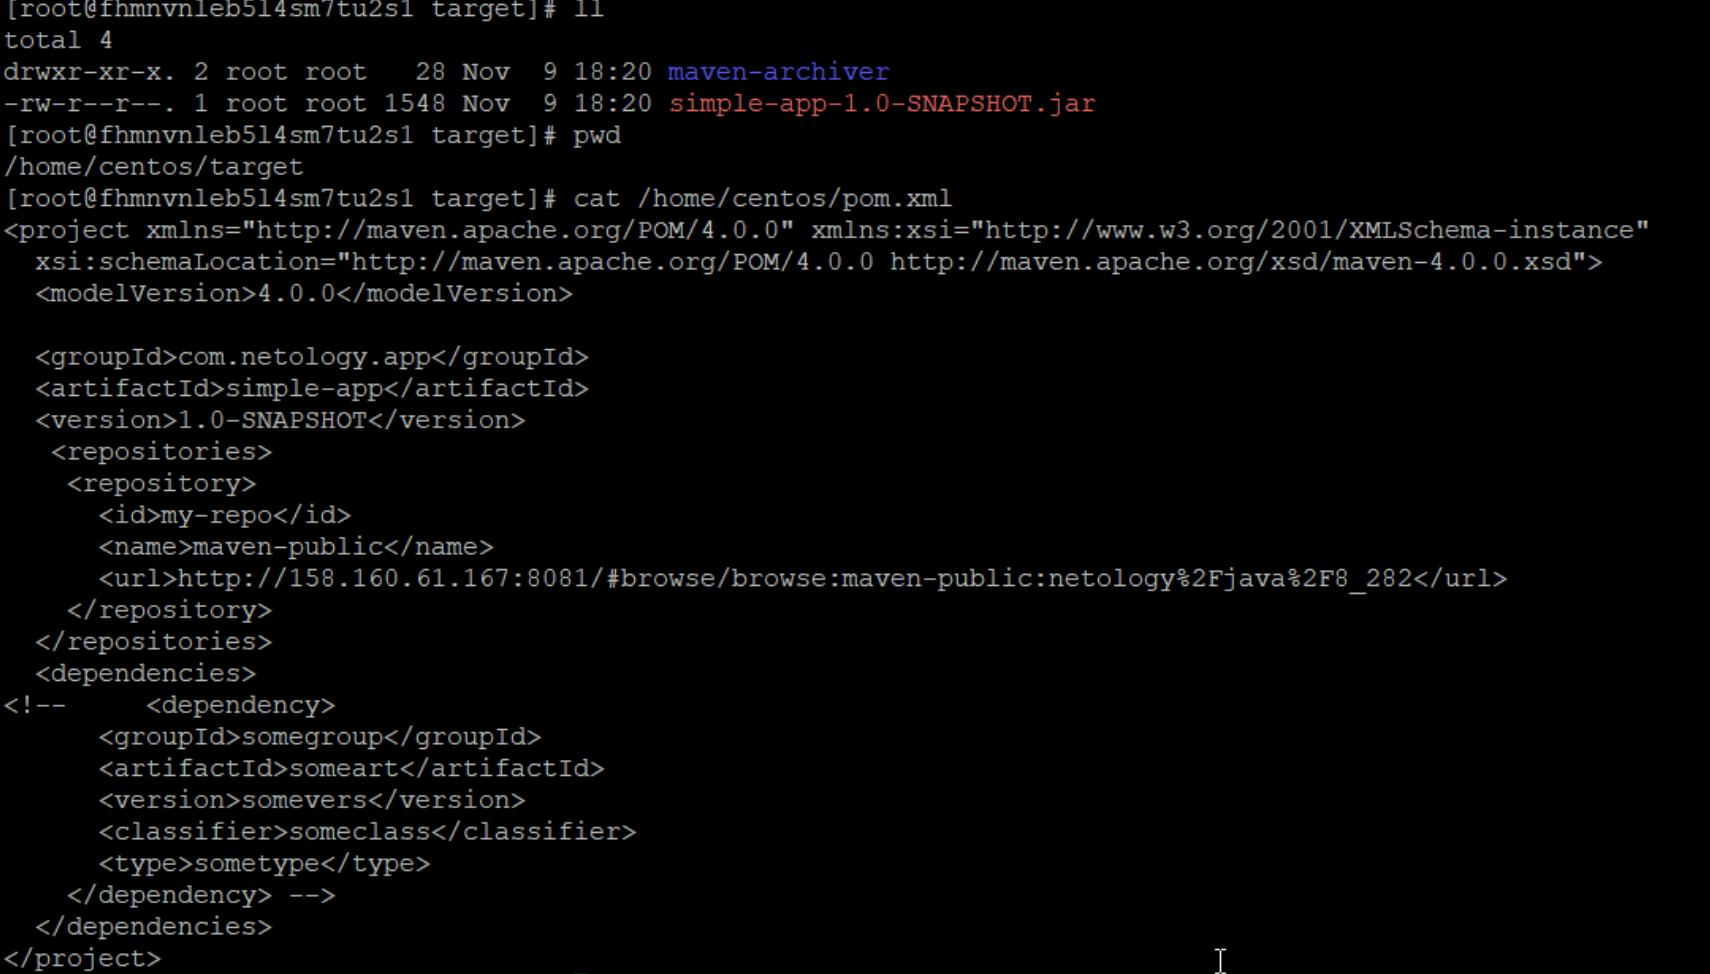 [root@fhmnvnleb5l4sm7tu2s1 target]# ll
total 4
drwxr-xr-x. 2 root root   28 Nov  9 18:20 maven-archiver
-rw-r--r--. 1 root root 1548 Nov  9 18:20 simple-app-1.0-SNAPSHOT.jar
[root@fhmnvnleb5l4sm7tu2s1 target]# pwd
/home/centos/target
[root@fhmnvnleb5l4sm7tu2s1 target]# cat /home/centos/pom.xml
<project xmlns="http://maven.apache.org/POM/4.0.0" xmlns:xsi="http://www.w3.org/2001/XMLSchema-instance"
  xsi:schemaLocation="http://maven.apache.org/POM/4.0.0 http://maven.apache.org/xsd/maven-4.0.0.xsd">
  <modelVersion>4.0.0</modelVersion>

  <groupId>com.netology.app</groupId>
  <artifactId>simple-app</artifactId>
  <version>1.0-SNAPSHOT</version>
   <repositories>
    <repository>
      <id>my-repo</id>
      <name>maven-public</name>
      <url>http://158.160.61.167:8081/#browse/browse:maven-public:netology%2Fjava%2F8_282</url>
    </repository>
  </repositories>
  <dependencies>
<!--     <dependency>
      <groupId>somegroup</groupId>
      <artifactId>someart</artifactId>
      <version>somevers</version>
      <classifier>someclass</classifier>
      <type>sometype</type>
    </dependency> -->
  </dependencies>
</project>